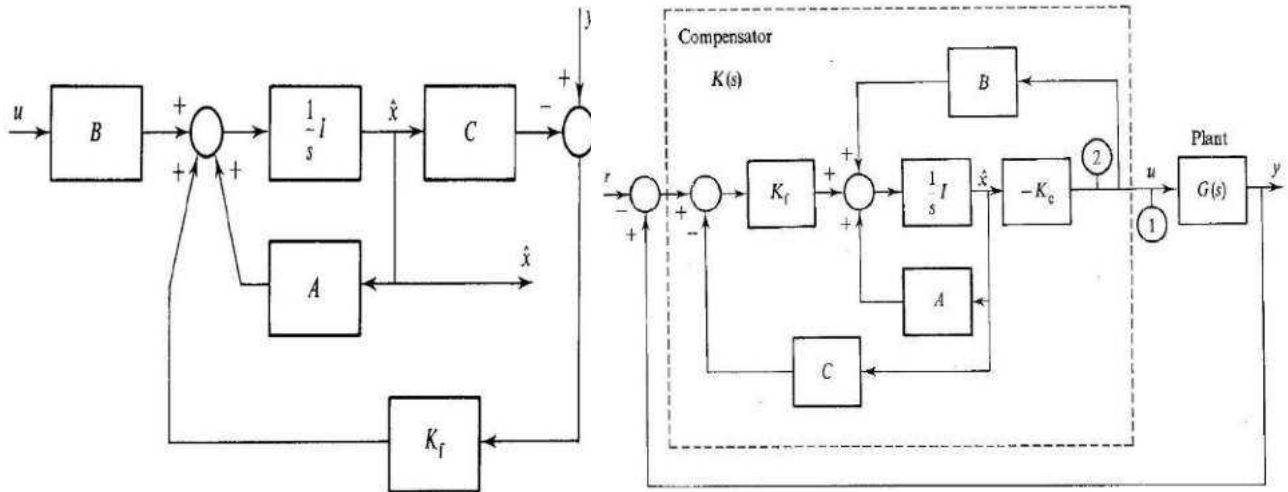 y
+
−
u
B
+
+
+
1/s I
x̂
C
A
x̂
K_f
Compensator
K(s)
B
Plant
r
−
+
+
−
K_f
+
+
+
1/s I
x̂
−K_c
2
u
1
G(s)
y
A
C